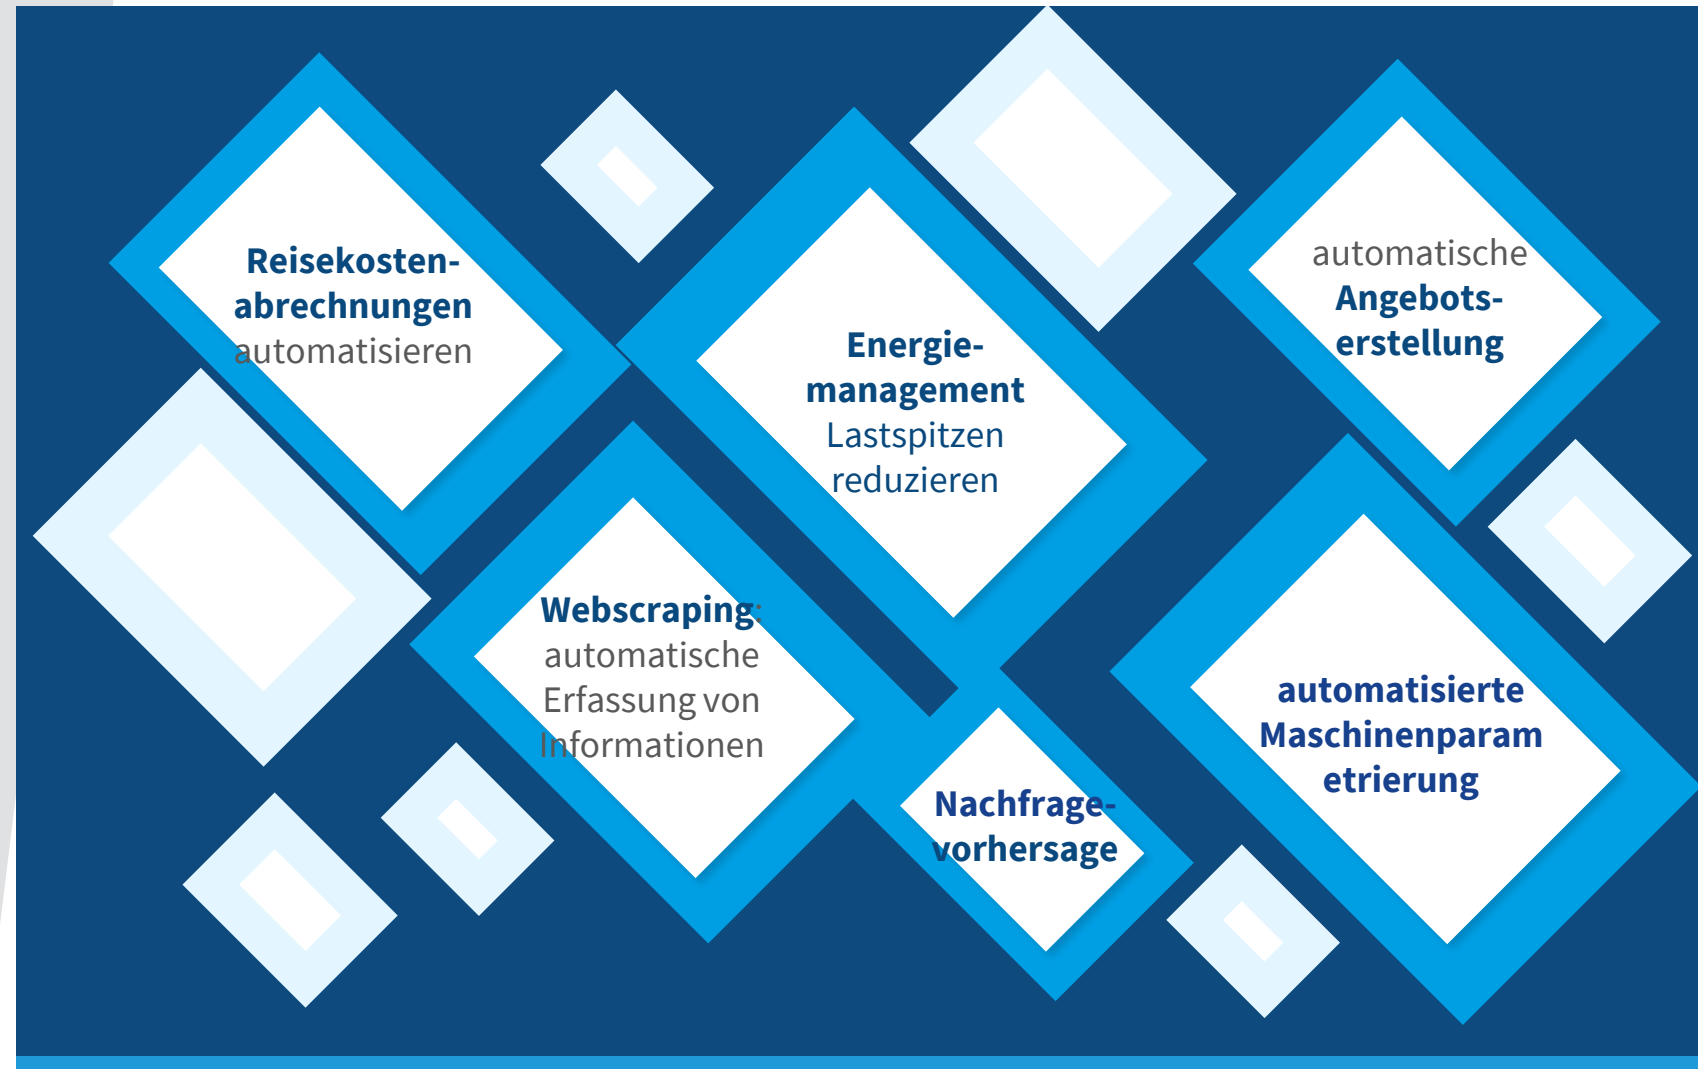 Reisekosten-
abrechnungen
automatisieren
Energie-
management
Lastspitzen
reduzieren
automatische
Angebots-
erstellung
Webscraping:
automatische
Erfassung von
Informationen
Nachfrage-
vorhersage
automatisierte
Maschinenparam
etrierung